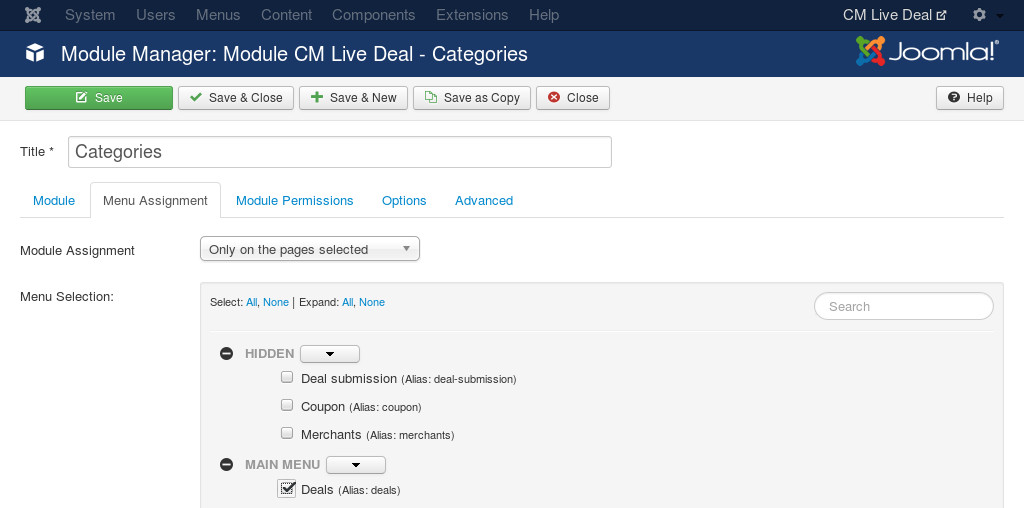 System Users Menus Content Components Extensions Help CM Live Deal
Module Manager: Module CM Live Deal - Categories Joomla!®
Save Save & Close Save & New Save as Copy Close Help
Title * Categories
Module Menu Assignment Module Permissions Options Advanced
Module Assignment Only on the pages selected
Menu Selection: Select: All, None | Expand: All, None Search
HIDDEN
Deal submission (Alias: deal-submission)
Coupon (Alias: coupon)
Merchants (Alias: merchants)
MAIN MENU
Deals (Alias: deals)